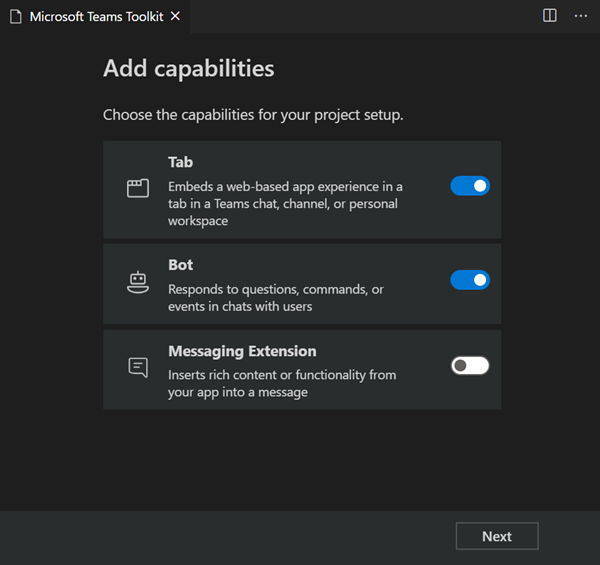 Microsoft Teams Toolkit
Add capabilities
Choose the capabilities for your project setup.
Tab
Embeds a web-based app experience in a
tab in a Teams chat, channel, or personal
workspace
Bot
Responds to questions, commands, or
events in chats with users
Messaging Extension
Inserts rich content or functionality from
your app into a message
Next